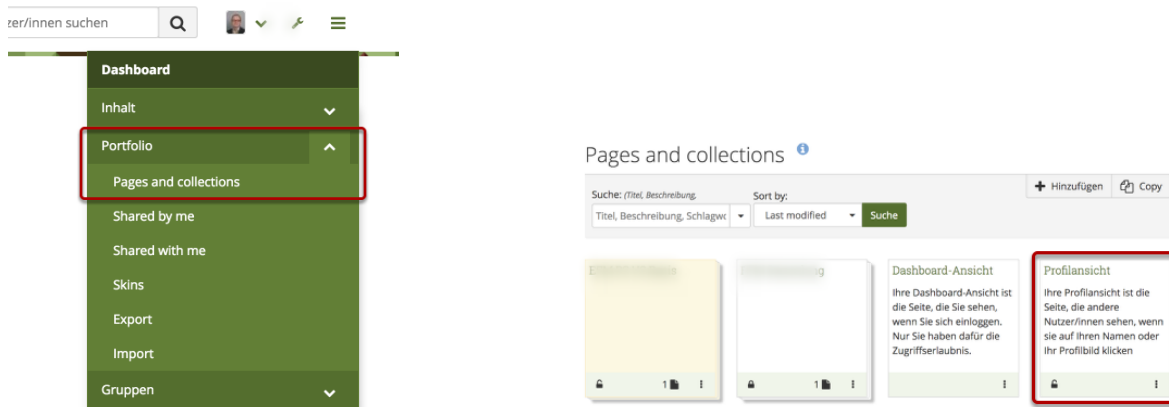 zer/innen suchen
Dashboard
Inhalt
Portfolio
Pages and collections
Shared by me
Shared with me
Skins
Export
Import
Gruppen
Pages and collections
Hinzufügen
Copy
Suche: (Titel, Beschreibung,
Sort by:
Titel, Beschreibung, Schlagwo
Last modified
Suche
1
1
Dashboard-Ansicht
Ihre Dashboard-Ansicht ist
die Seite, die Sie sehen,
wenn Sie sich einloggen.
Nur Sie haben dafür die
Zugriffserlaubnis.
Profilansicht
Ihre Profilansicht ist die
Seite, die andere
Nutzer/innen sehen, wenn
sie auf Ihren Namen oder
Ihr Profilbild klicken